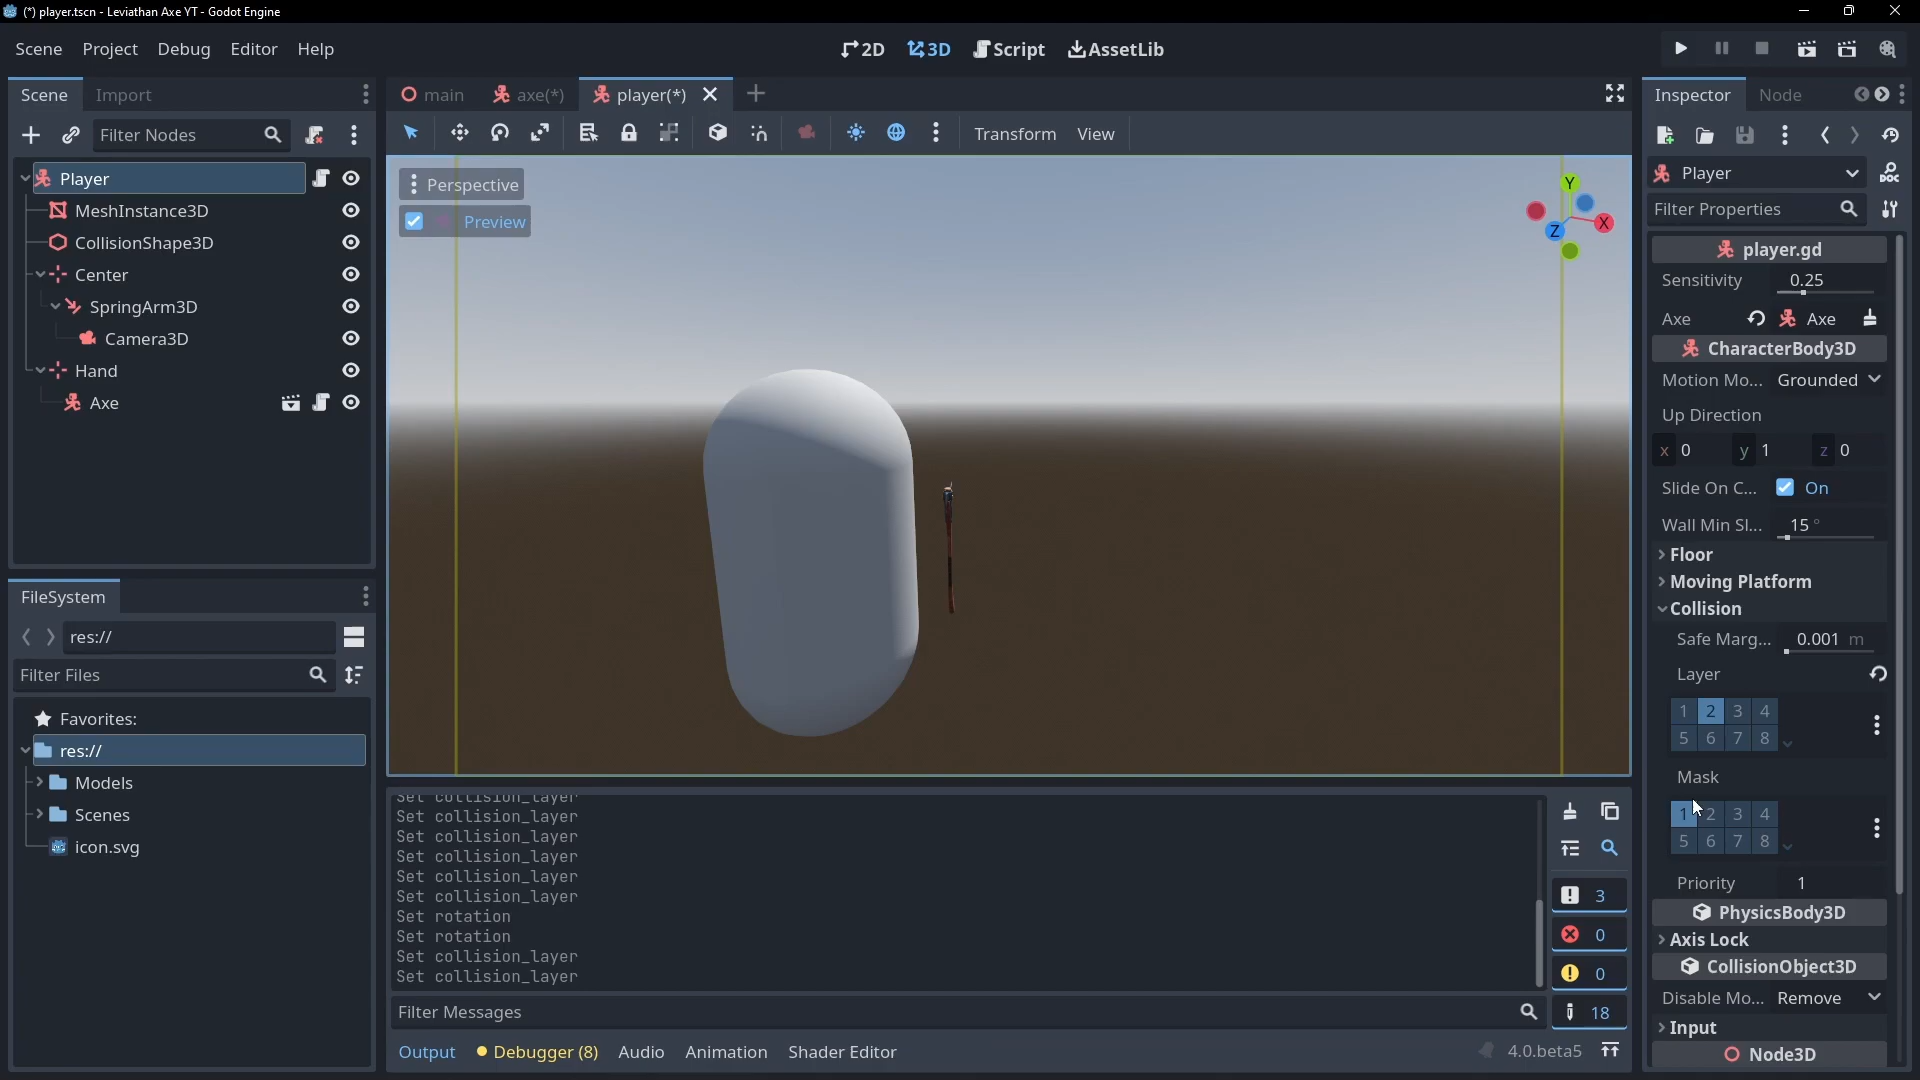 (*) player.tscn - Leviathan Axe YT - Godot Engine
Scene Project Debug Editor Help
2D 3D Script AssetLib
Scene Import
Filter Nodes
Player
MeshInstance3D
CollisionShape3D
Center
SpringArm3D
Camera3D
Hand
Axe
FileSystem
res://
Filter Files
Favorites:
res://
Models
Scenes
icon.svg
main axe(*) player(*)
Transform View
Perspective
Preview
Y
X
Z
Set collision_layer
Set collision_layer
Set collision_layer
Set collision_layer
Set collision_layer
Set collision_layer
Set rotation
Set rotation
Set collision_layer
Set collision_layer
3
0
0
18
Filter Messages
Output Debugger (8) Audio Animation Shader Editor
4.0.beta5
Inspector Node
Player
DOC
Filter Properties
player.gd
Sensitivity 0.25
Axe Axe
CharacterBody3D
Motion Mo... Grounded
Up Direction
x 0 y 1 z 0
Slide On C... On
Wall Min Sl... 15 °
Floor
Moving Platform
Collision
Safe Marg... 0.001 m
Layer
1 2 3 4
5 6 7 8
Mask
1 2 3 4
5 6 7 8
Priority 1
PhysicsBody3D
Axis Lock
CollisionObject3D
Disable Mo... Remove
Input
Node3D